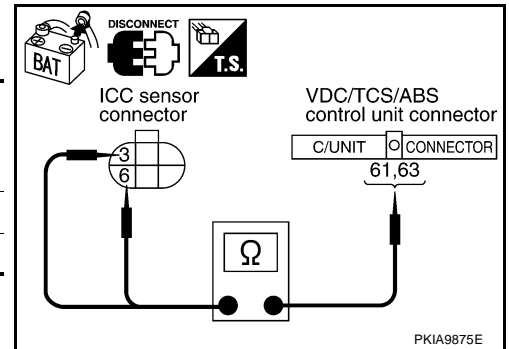 DISCONNECT
BAT
T.S.
ICC sensor
connector
VDC/TCS/ABS
control unit connector
C/UNIT CONNECTOR
3
6
61,63
Ω
PKIA9875E